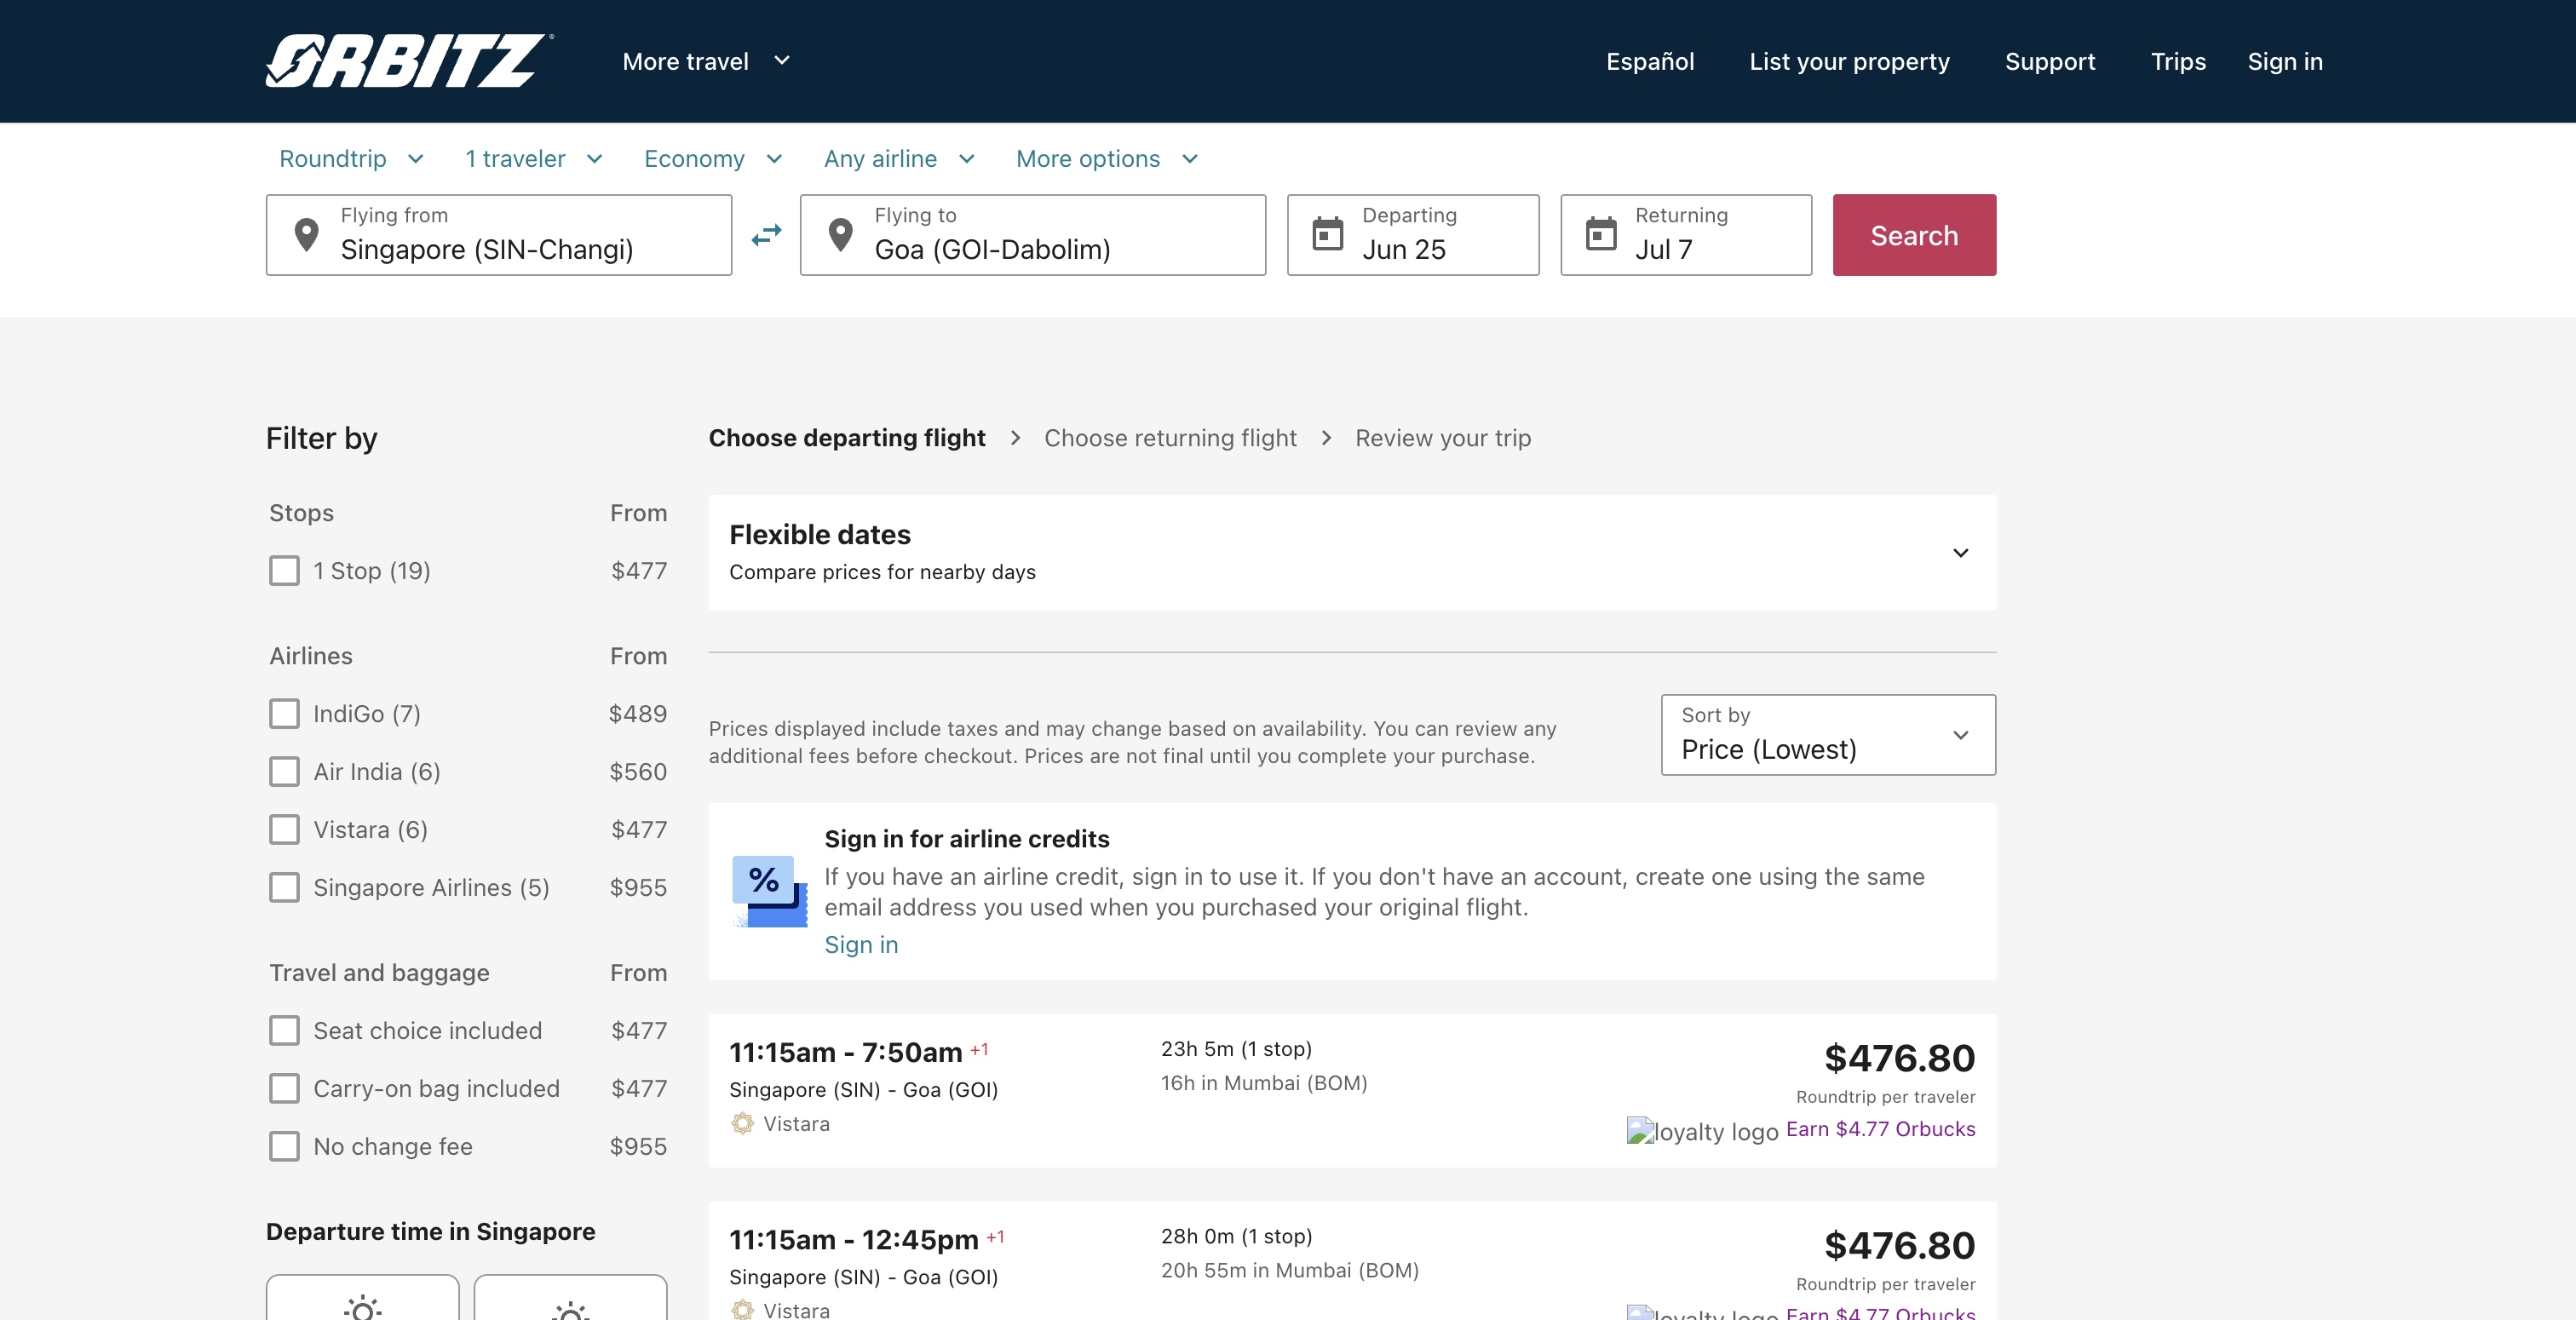 ORBITZ
More travel
Español
List your property
Support
Trips
Sign in
Roundtrip
1 traveler
Economy
Any airline
More options
Flying from
Singapore (SIN-Changi)
Flying to
Goa (GOI-Dabolim)
Departing
Jun 25
Returning
Jul 7
Search
Filter by
Stops From
1 Stop (19) $477
Airlines From
IndiGo (7) $489
Air India (6) $560
Vistara (6) $477
Singapore Airlines (5) $955
Travel and baggage From
Seat choice included $477
Carry-on bag included $477
No change fee $955
Departure time in Singapore
Choose departing flight > Choose returning flight > Review your trip
Flexible dates
Compare prices for nearby days
Prices displayed include taxes and may change based on availability. You can review any
additional fees before checkout. Prices are not final until you complete your purchase.
Sort by
Price (Lowest)
%
Sign in for airline credits
If you have an airline credit, sign in to use it. If you don't have an account, create one using the same
email address you used when you purchased your original flight.
Sign in
11:15am - 7:50am +1
Singapore (SIN) - Goa (GOI)
Vistara
23h 5m (1 stop)
16h in Mumbai (BOM)
$476.80
Roundtrip per traveler
loyalty logo Earn $4.77 Orbucks
11:15am - 12:45pm +1
Singapore (SIN) - Goa (GOI)
Vistara
28h 0m (1 stop)
20h 55m in Mumbai (BOM)
$476.80
Roundtrip per traveler
loyalty logo Earn $4.77 Orbucks